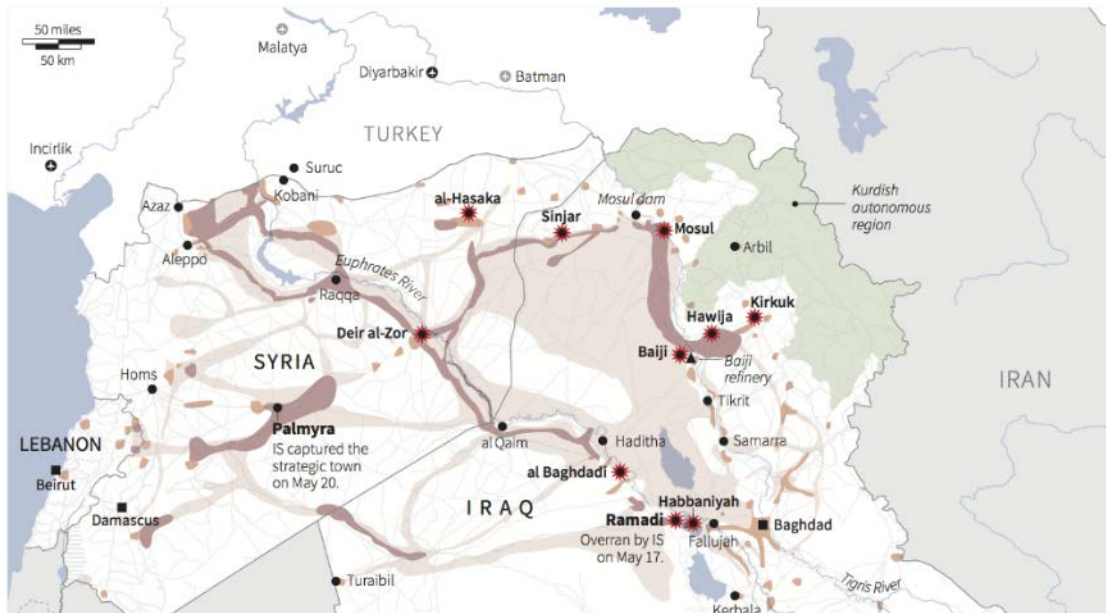 50 miles
50 km
Malatya
Diyarbakir
Batman
TURKEY
Incirlik
Suruc
Kobani
al-Hasaka
Mosul dam
Kurdish
autonomous
region
Azaz
Sinjar
Mosul
Arbil
Aleppo
Euphrates River
Raqqa
Kirkuk
Hawija
Deir al-Zor
Baiji
Baiji
refinery
SYRIA
IRAN
Homs
Tikrit
Palmyra
IS captured the
strategic town
on May 20.
LEBANON
al Qaim
Haditha
Samarra
Beirut
al Baghdadi
Damascus
IRAQ
Habbaniyah
Ramadi
Overran by IS
on May 17.
Fallujah
Baghdad
Turaibil
Tigris River
Kerbala